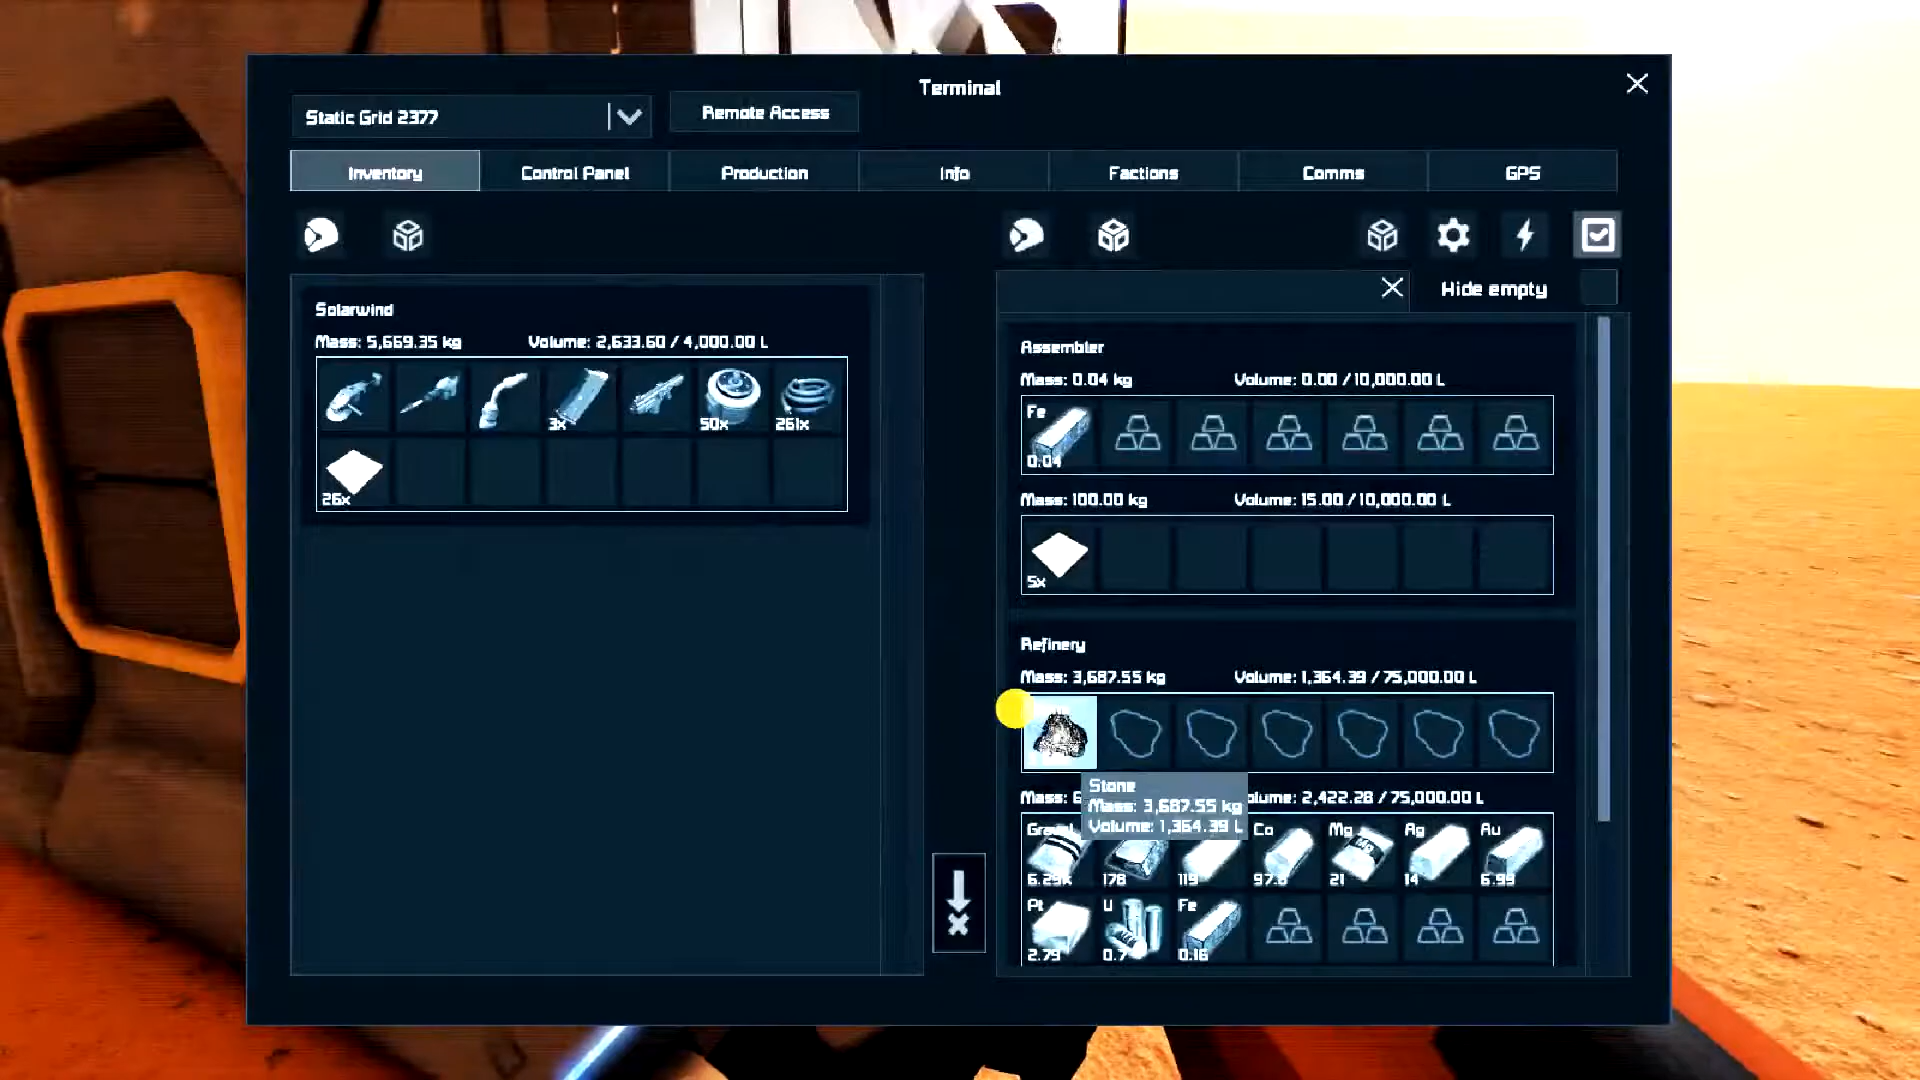 Terminal
Static Grid 2377
Remote Access
Inventory
Control Panel
Production
Info
Factions
Comms
GPS
Hide empty
Solarwind
Mass: 5,669.35 kg
Volume: 2,633.60 / 4,000.00 L
3x
50x
261x
26x
Assembler
Mass: 0.04 kg
Volume: 0.00 / 10,000.00 L
Fe
0.04
Mass: 100.00 kg
Volume: 15.00 / 10,000.00 L
5x
Refinery
Mass: 3,687.55 kg
Volume: 1,364.39 / 75,000.00 L
Stone
Mass: 3,687.55 kg
Volume: 1,364.39 L
Mass: 6
olume: 2,422.28 / 75,000.00 L
Co
Mg
Ag
Au
178
119
21
14
6.99
Pt
U
Fe
2.79
0.7
0.16